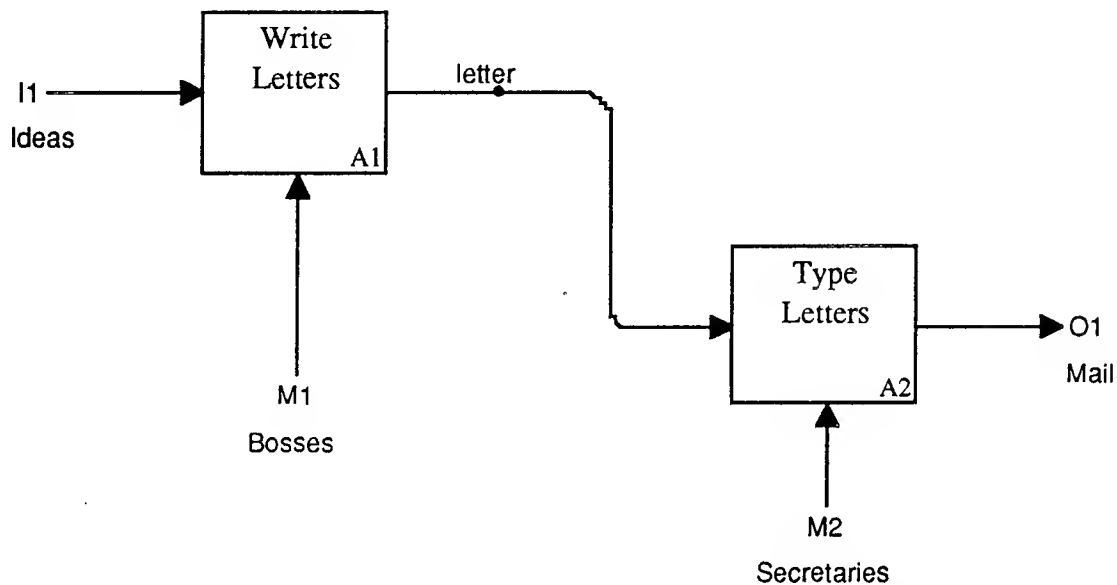 Write
Letters
A1
I1
Ideas
letter
M1
Bosses
Type
Letters
A2
O1
Mail
M2
Secretaries